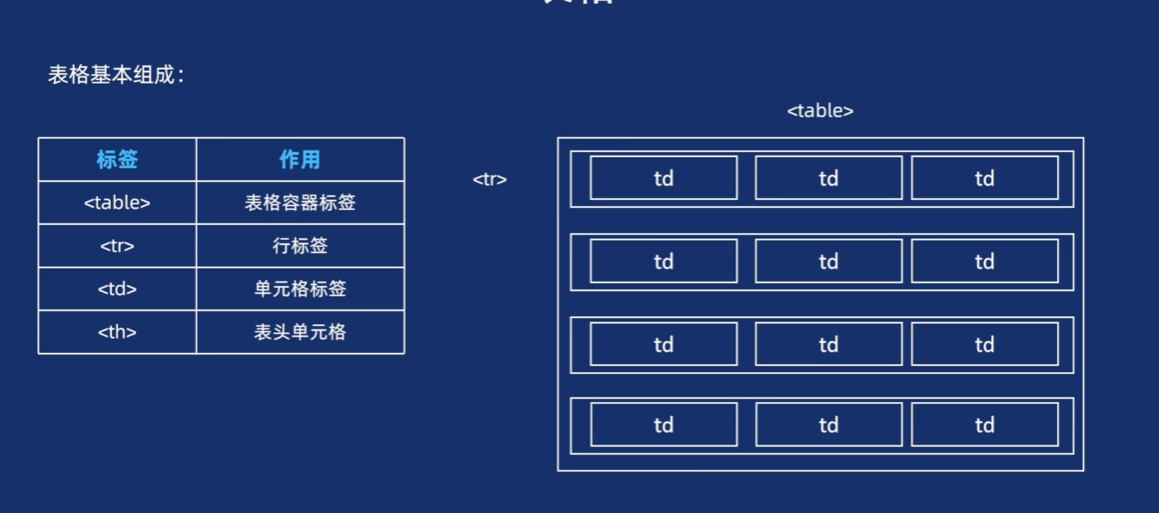 表格基本组成：
<table>
标签 作用
<table> 表格容器标签
<tr> 行标签
<td> 单元格标签
<th> 表头单元格
<tr>
td td td
td td td
td td td
td td td